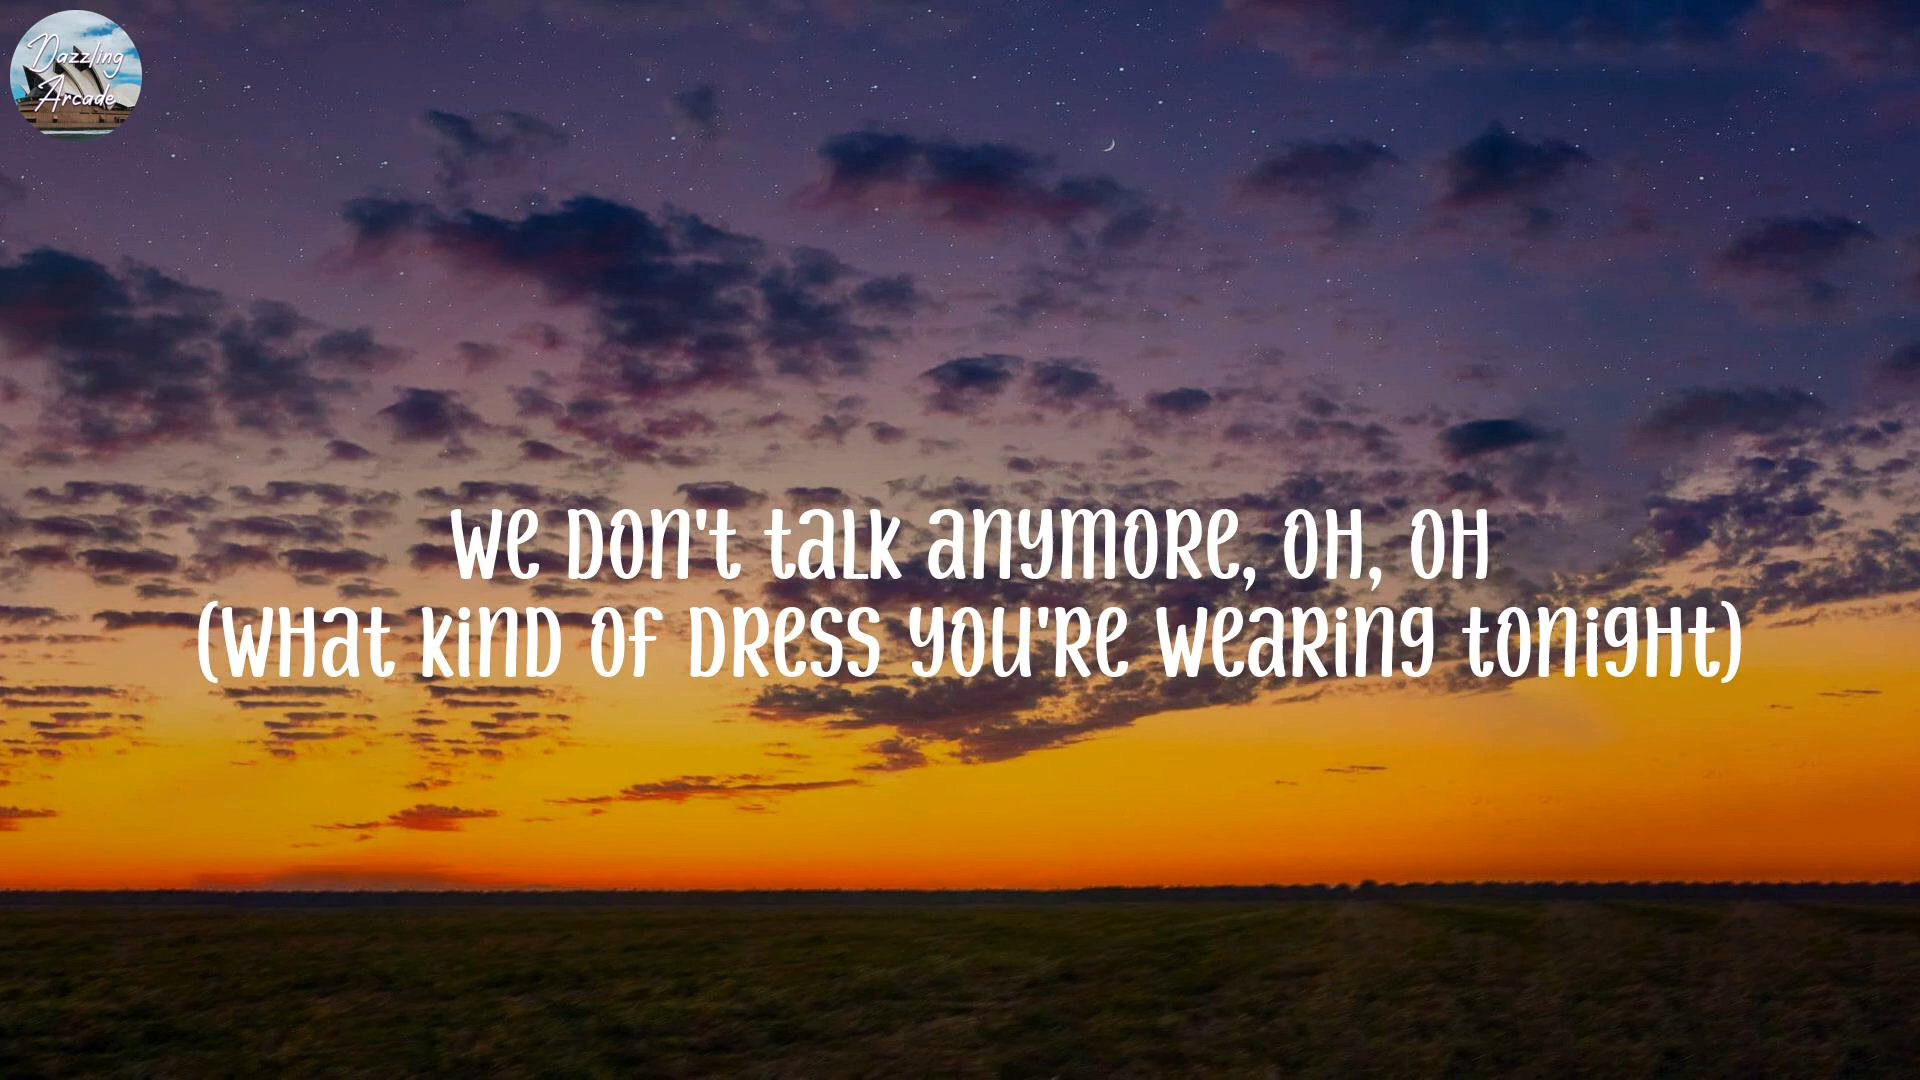 Dazzling
Arcade
We don't talk anymore, oh, oh
(What kind of dress you're wearing tonight)